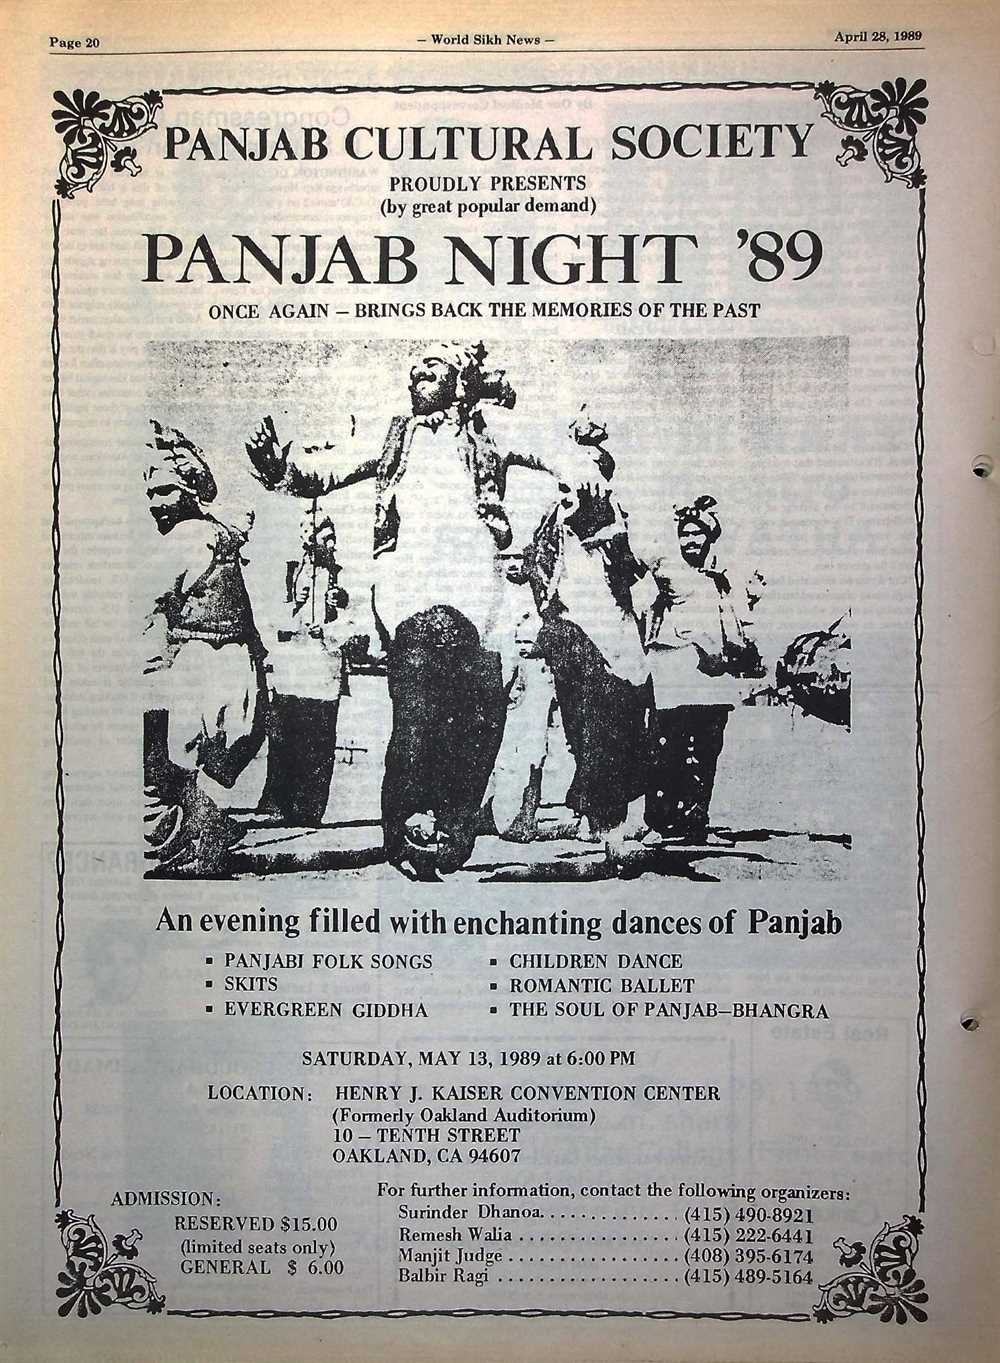 Page 20
– World Sikh News –
April 28, 1989
PANJAB CULTURAL SOCIETY
PROUDLY PRESENTS
(by great popular demand)
PANJAB NIGHT '89
ONCE AGAIN – BRINGS BACK THE MEMORIES OF THE PAST
An evening filled with enchanting dances of Panjab
▪ PANJABI FOLK SONGS
▪ SKITS
▪ EVERGREEN GIDDHA
▪ CHILDREN DANCE
▪ ROMANTIC BALLET
▪ THE SOUL OF PANJAB–BHANGRA
SATURDAY, MAY 13, 1989 at 6:00 PM
LOCATION: HENRY J. KAISER CONVENTION CENTER
(Formerly Oakland Auditorium)
10 – TENTH STREET
OAKLAND, CA 94607
ADMISSION:
RESERVED $15.00
(limited seats only)
GENERAL $ 6.00
For further information, contact the following organizers:
Surinder Dhanoa. . . . . . . . . . . . . . (415) 490-8921
Remesh Walia . . . . . . . . . . . . . . . . (415) 222-6441
Manjit Judge . . . . . . . . . . . . . . . . . (408) 395-6174
Balbir Ragi . . . . . . . . . . . . . . . . . . (415) 489-5164